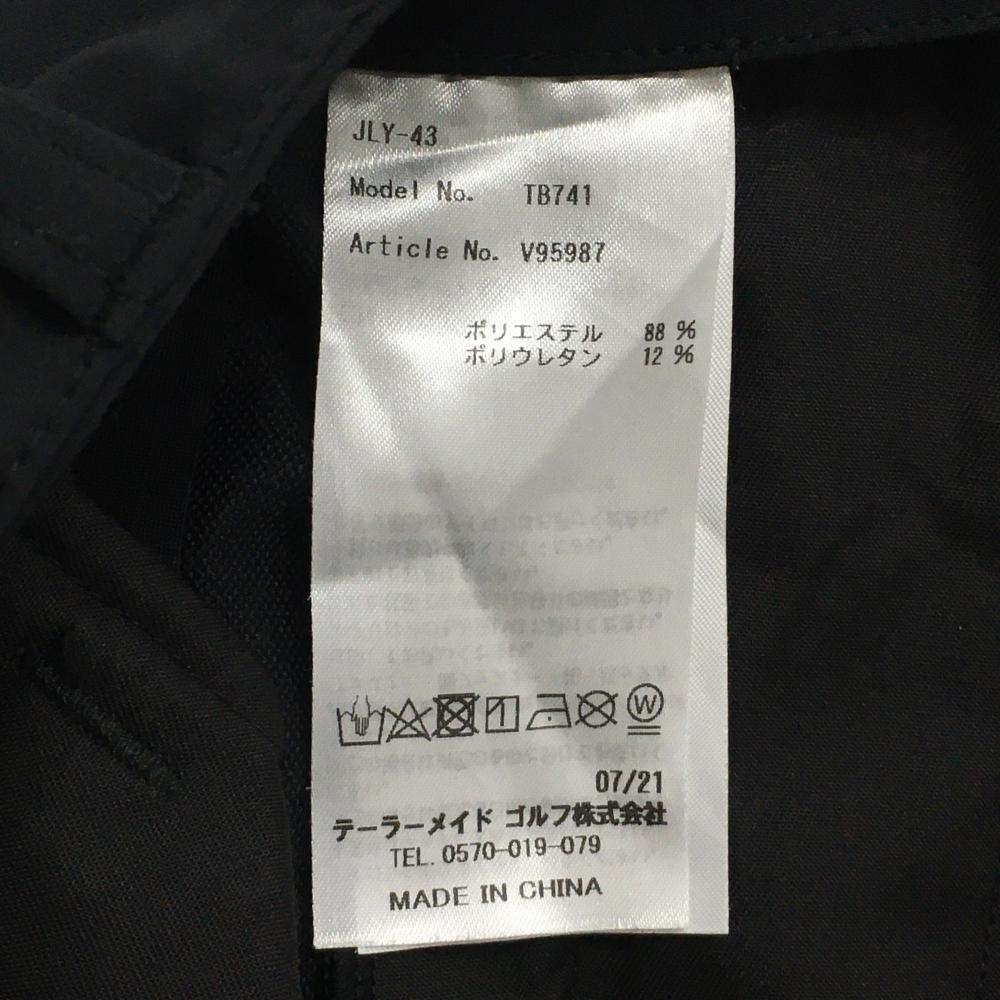 JLY-43
Model No. TB741
Article No. V95987
ポリエステル 88 %
ポリウレタン 12 %
W
07/21
テーラーメイド ゴルフ株式会社
TEL. 0570-019-079
MADE IN CHINA